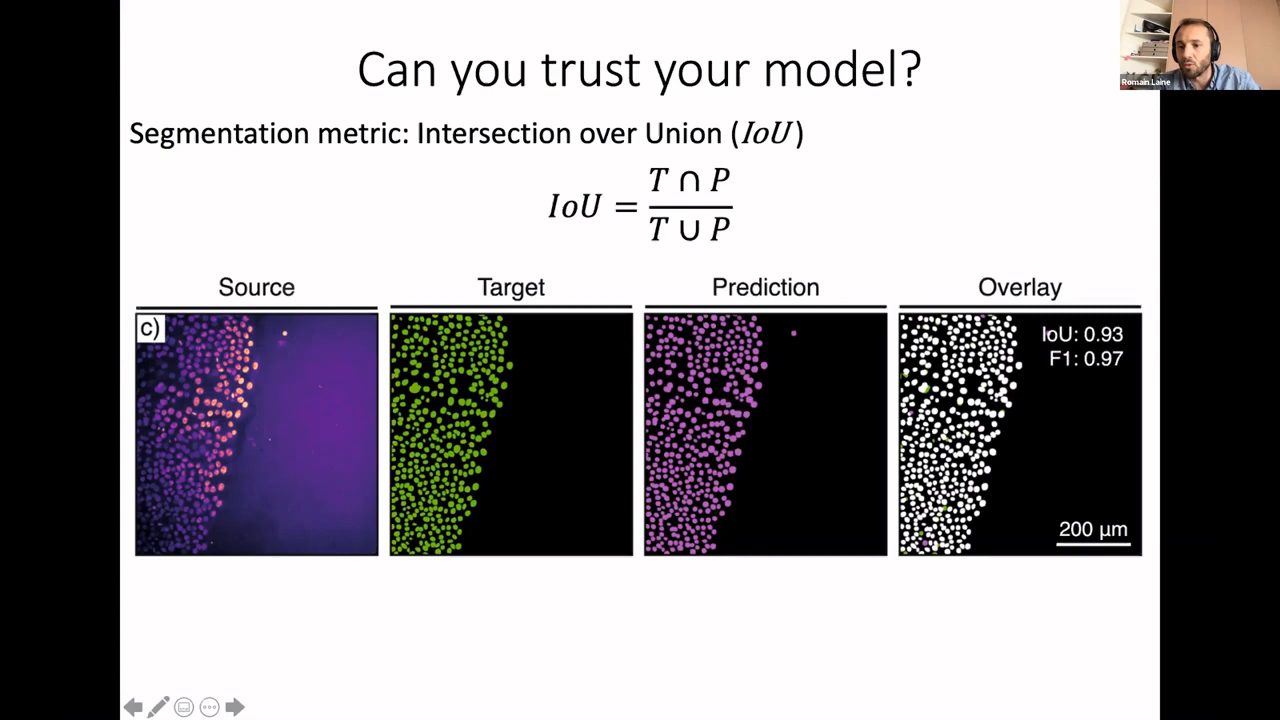 Can you trust your model?
Romain Laine
Segmentation metric: Intersection over Union (IoU)
IoU = T ∩ P / T ∪ P
Source Target Prediction Overlay
c)
IoU: 0.93
F1: 0.97
200 µm